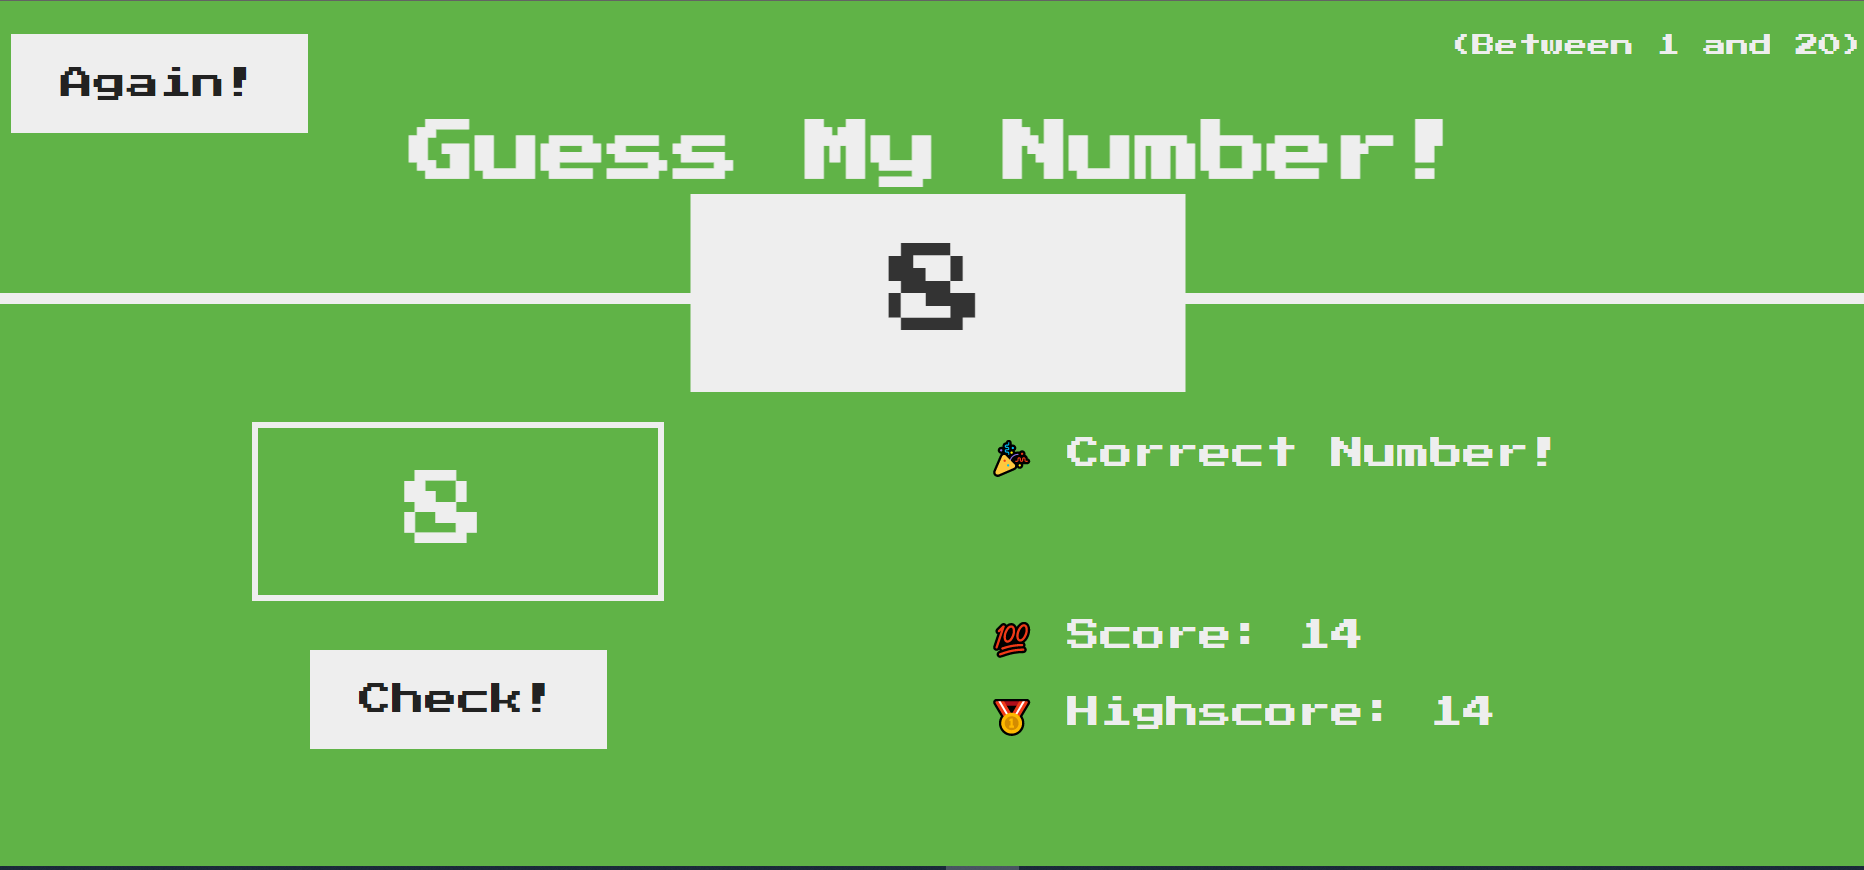 Again!
(Between 1 and 20)
Guess My Number!
8
8
Check!
🎉 Correct Number!
💯 Score: 14
🥇 Highscore: 14